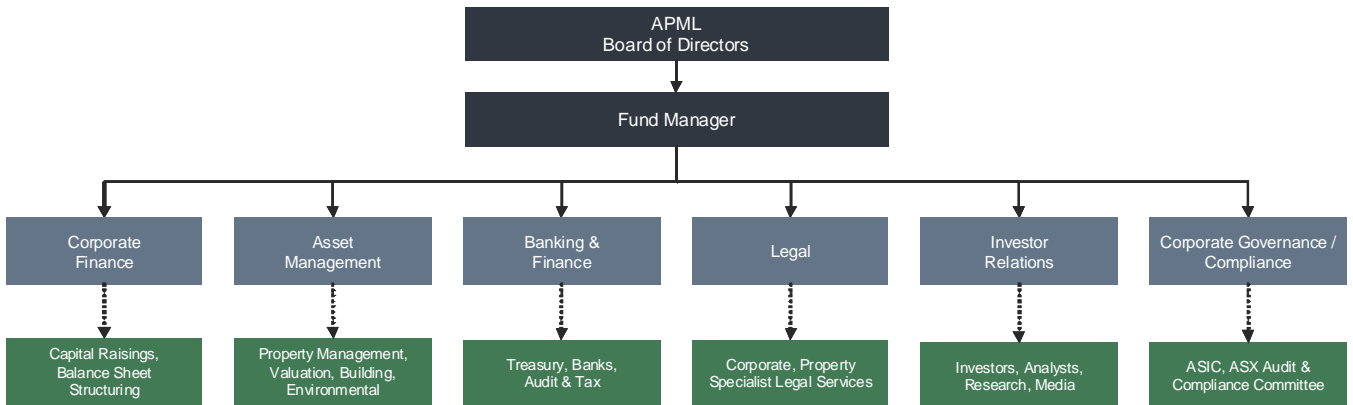 APML
Board of Directors
Fund Manager
Corporate
Finance
Asset
Management
Banking &
Finance
Legal
Investor
Relations
Corporate Governance /
Compliance
Capital Raisings,
Balance Sheet
Structuring
Property Management,
Valuation, Building,
Environmental
Treasury, Banks,
Audit & Tax
Corporate, Property
Specialist Legal Services
Investors, Analysts,
Research, Media
ASIC, ASX Audit &
Compliance Committee